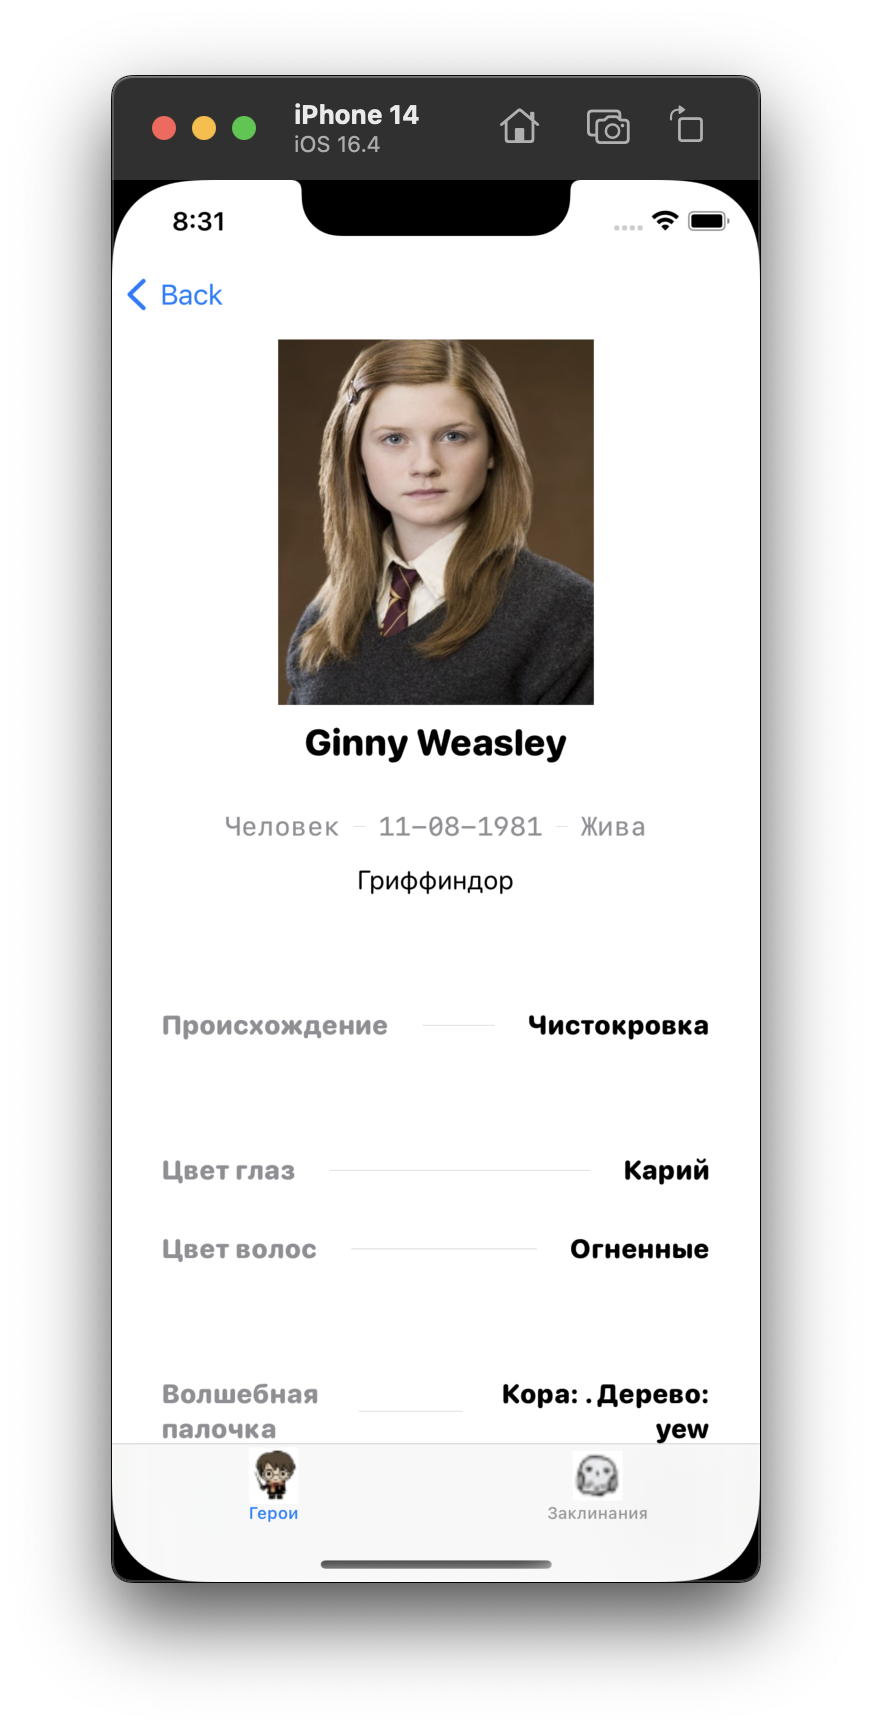 iPhone 14
iOS 16.4
8:31
Back
Ginny Weasley
Человек — 11-08-1981 — Жива
Гриффиндор
Происхождение — Чистокровка
Цвет глаз — Карий
Цвет волос — Огненные
Волшебная Кора: . Дерево:
палочка yew
Герои Заклинания